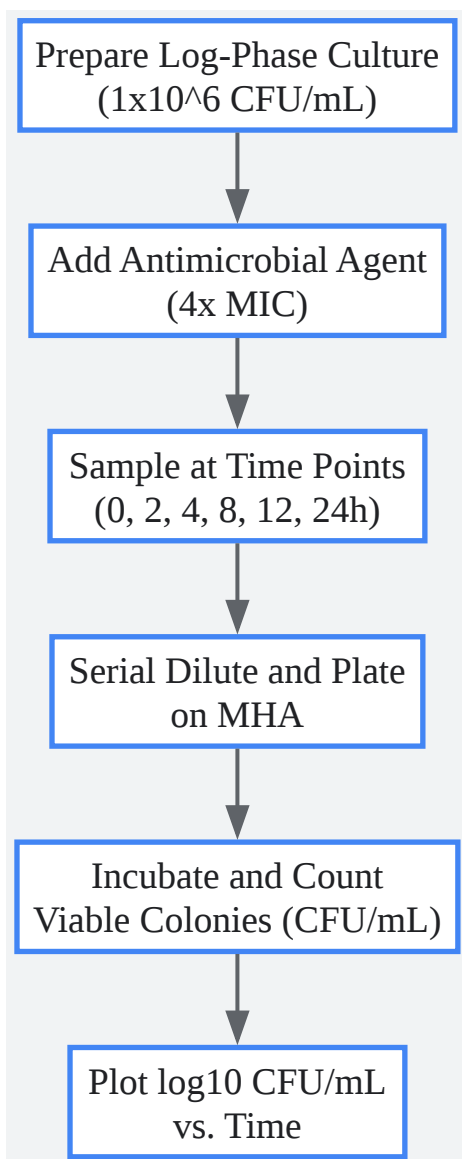 Prepare Log-Phase Culture
(1x10^6 CFU/mL)
Add Antimicrobial Agent
(4x MIC)
Sample at Time Points
(0, 2, 4, 8, 12, 24h)
Serial Dilute and Plate
on MHA
Incubate and Count
Viable Colonies (CFU/mL)
Plot log10 CFU/mL
vs. Time